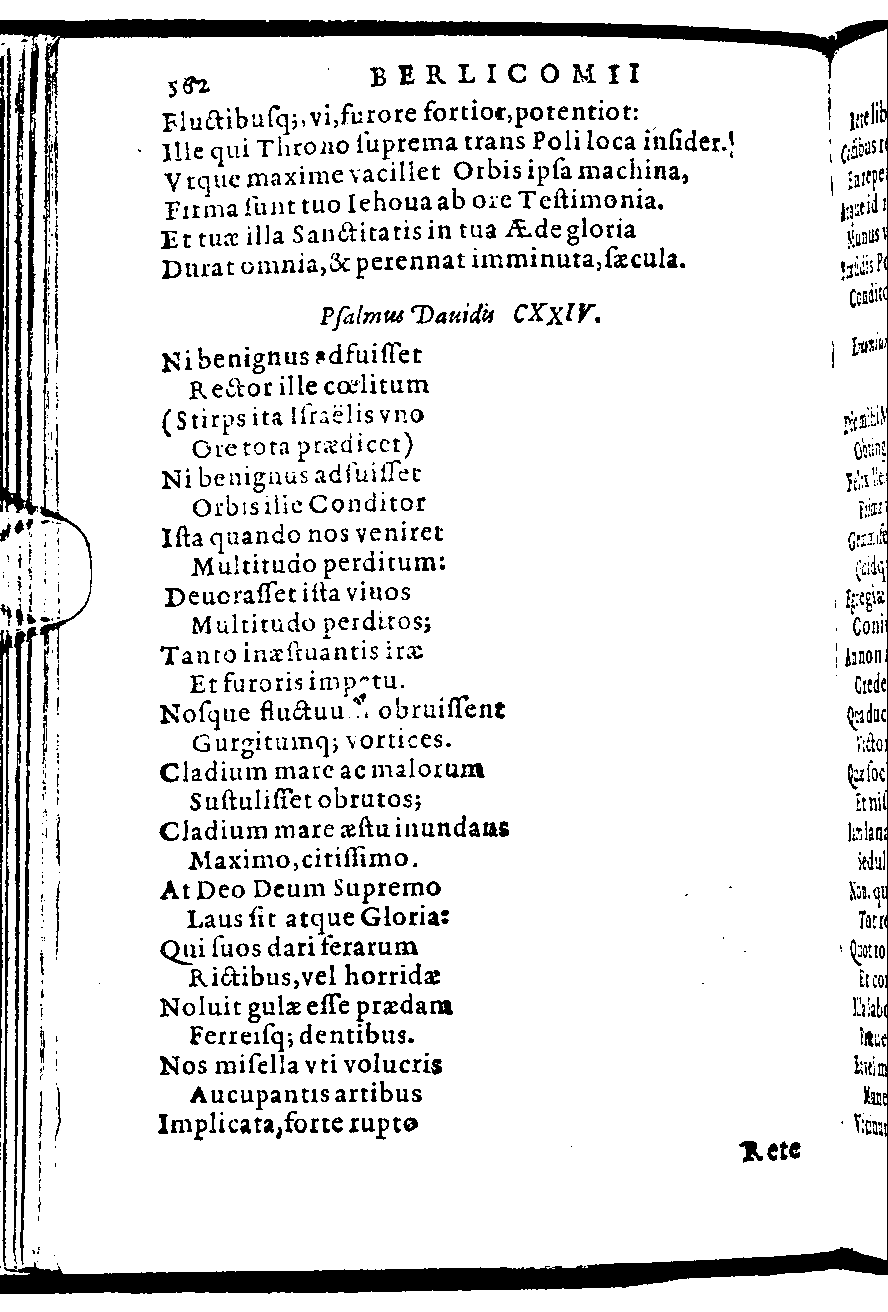 562 BERLICOMII
Fluctibusq;, vi, furore fortior, potentior:
Ille qui Throno ſuprema trans Poli loca inſider.
Vtque maxime vacillet Orbis ipſa machina,
Firma ſunt tuo Iehoua ab ore Teſtimonia.
Et tuæ illa Sanctitatis in tua Æde gloria
Durat omnia, & perennat imminuta, ſæcula.
Pſalmus Dauidis CXXIV.
Ni benignus adfuiſſet
Rector ille cœlitum
(Stirps ita Iſraëlis vno
Ore tota prædicet)
Ni benignus adfuiſſet
Orbis ille Conditor
Iſta quando nos veniret
Multitudo perditum:
Deuoraſſet iſta viuos
Multitudo perditos;
Tanto inæſtuantis iræ
Et furoris impetu.
Noſque fluctuum obruiſſent
Gurgitumq; vortices.
Cladium mare ac malorum
Suſtuliſſet obrutos;
Cladium mare æſtu inundans
Maximo, citiſſimo.
At Deo Deum Supremo
Laus ſit atque Gloria:
Qui ſuos dari ferarum
Rictibus, vel horridæ
Noluit gulæ eſſe prædam
Ferreiſq; dentibus.
Nos miſella vti volucris
Aucupantis artibus
Implicata, forte rupto
Rete